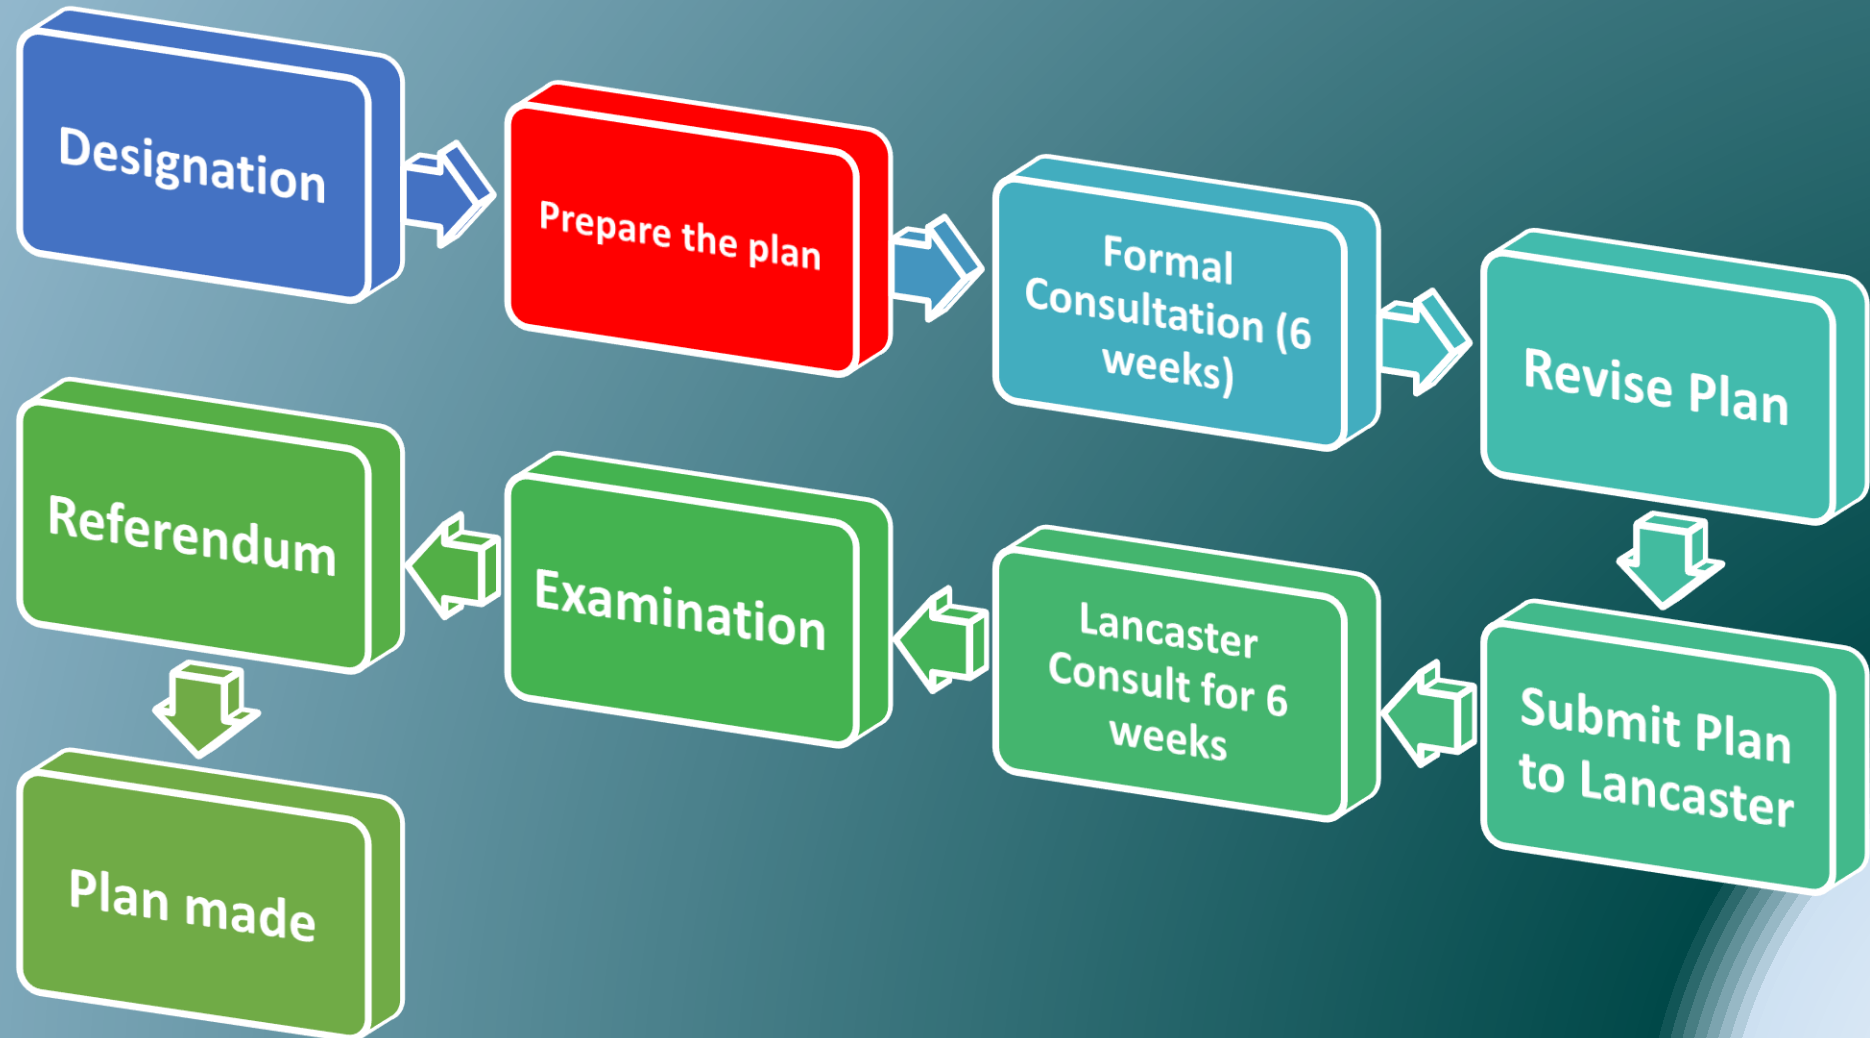 Designation
Prepare the plan
Formal
Consultation (6
weeks)
Revise Plan
Submit Plan
to Lancaster
Lancaster
Consult for 6
weeks
Examination
Referendum
Plan made